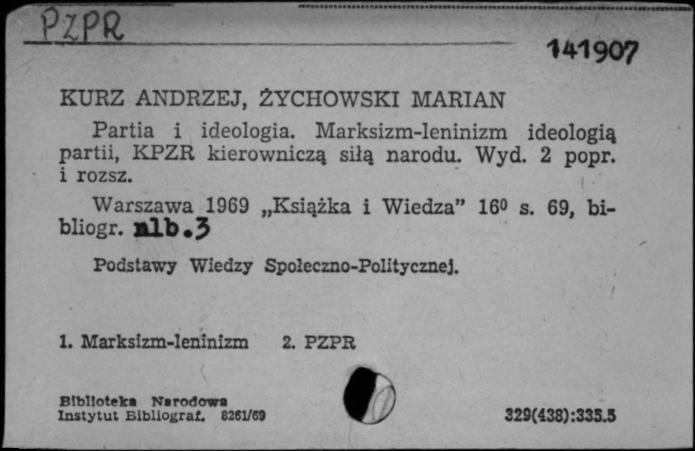 PZPR
141907
KURZ ANDRZEJ, ŻYCHOWSKI MARIAN
Partia i ideologia. Marksizm-leninizm ideologią
partii, KPZR kierowniczą siłą narodu. Wyd. 2 popr.
i rozsz.
Warszawa 1969 „Książka i Wiedza” 16⁰ s. 69, bi-
bliogr. nlb.3
Podstawy Wiedzy Społeczno-Politycznej.
1. Marksizm-leninizm 2. PZPR
Biblioteka Narodowa
Instytut Bibliograf. 8261/69
329(438):335.5